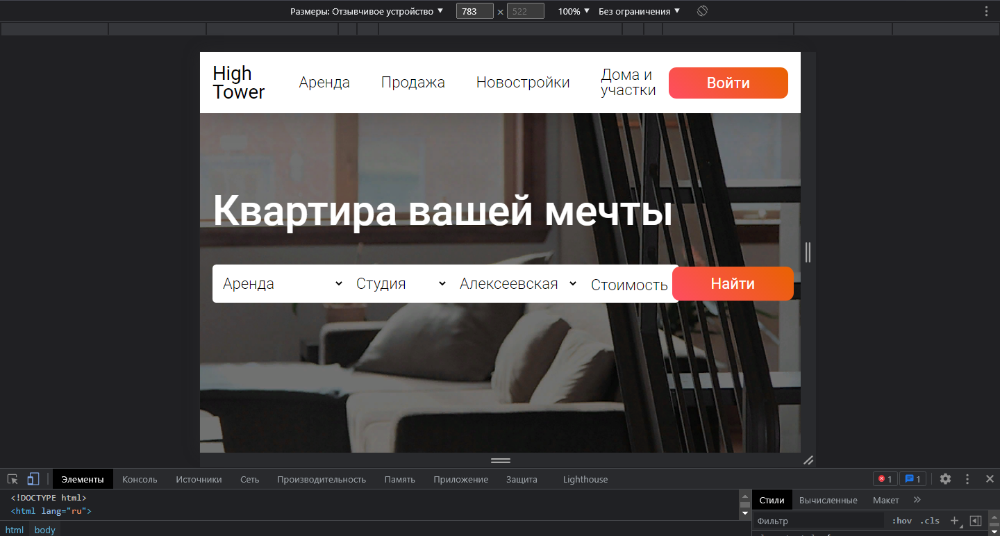 Размеры: Отзывчивое устройство ▼ 783 × 522 100% ▼ Без ограничения ▼
High
Tower
Аренда Продажа Новостройки Дома и
участки
Войти
Квартира вашей мечты
Аренда Студия Алексеевская Стоимость Найти
Элементы Консоль Источники Сеть Производительность Память Приложение Защита Lighthouse 1 1
<!DOCTYPE html>
<html lang="ru">
html body
Стили Вычисленные Макет »
Фильтр :hov .cls